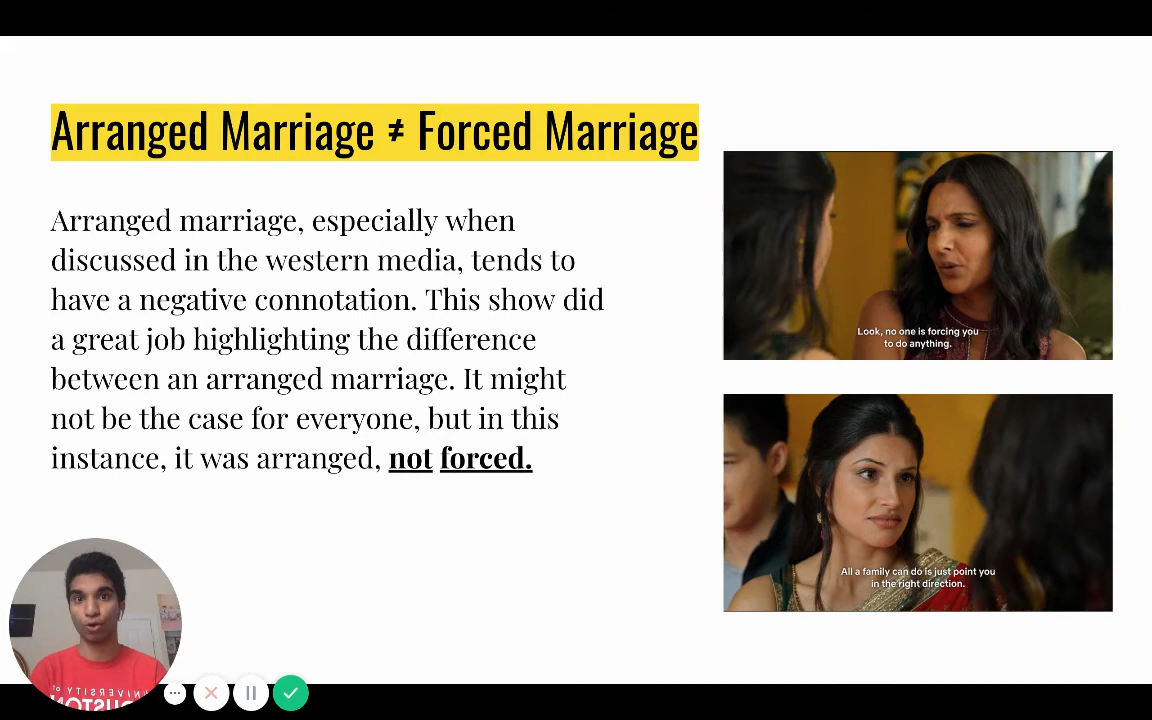 Arranged Marriage ≠ Forced Marriage
Arranged marriage, especially when
discussed in the western media, tends to
have a negative connotation. This show did
a great job highlighting the difference
between an arranged marriage. It might
not be the case for everyone, but in this
instance, it was arranged, not forced.
Look, no one is forcing you
to do anything.
All a family can do is just point you
in the right direction.
UNIVERSITY OF